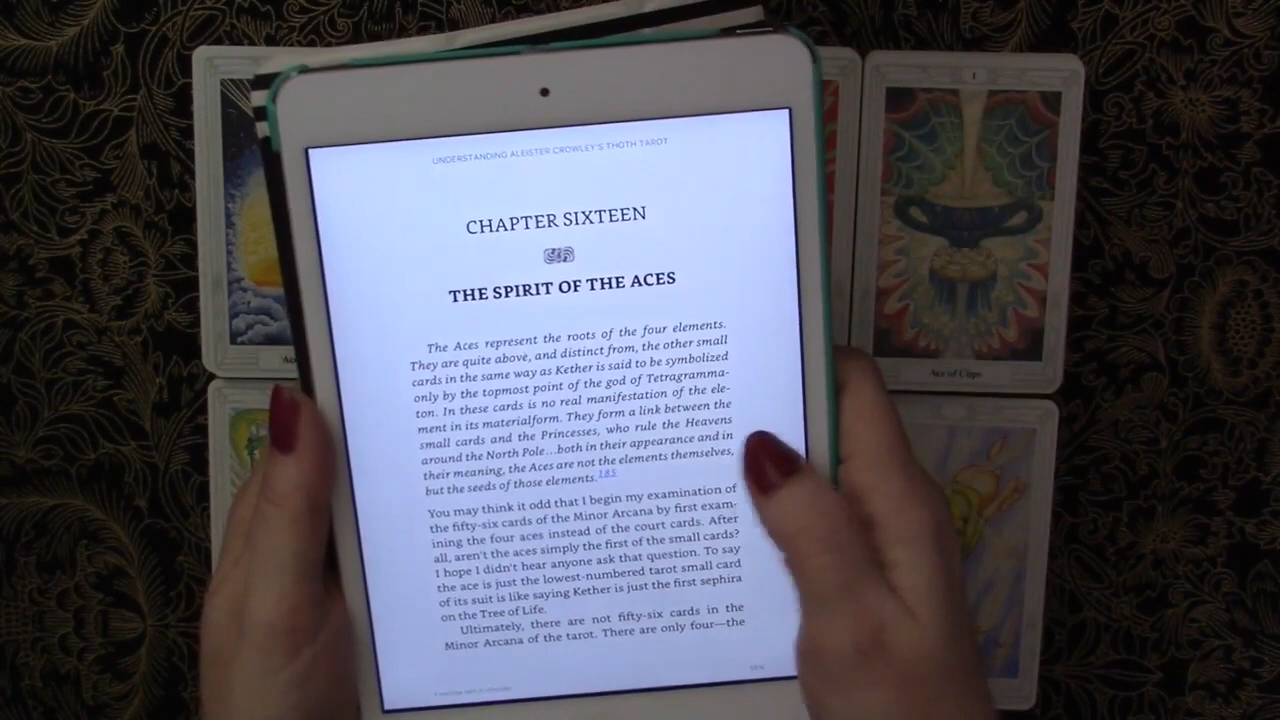 UNDERSTANDING ALEISTER CROWLEY'S THOTH TAROT
CHAPTER SIXTEEN
THE SPIRIT OF THE ACES
The Aces represent the roots of the four elements.
They are quite above, and distinct from, the other small
cards in the same way as Kether is said to be symbolized
only by the topmost point of the god of Tetragramma-
ton. In these cards is no real manifestation of the ele-
ment in its materialform. They form a link between the
small cards and the Princesses, who rule the Heavens
around the North Pole...both in their appearance and in
their meaning, the Aces are not the elements themselves,
but the seeds of those elements.185
You may think it odd that I begin my examination of
the fifty-six cards of the Minor Arcana by first exam-
ining the four aces instead of the court cards. After
all, aren't the aces simply the first of the small cards?
I hope I didn't hear anyone ask that question. To say
the ace is just the lowest-numbered tarot small card
of its suit is like saying Kether is just the first sephira
on the Tree of Life.
Ultimately, there are not fifty-six cards in the
Minor Arcana of the tarot. There are only four—the
I
Ace of Cups